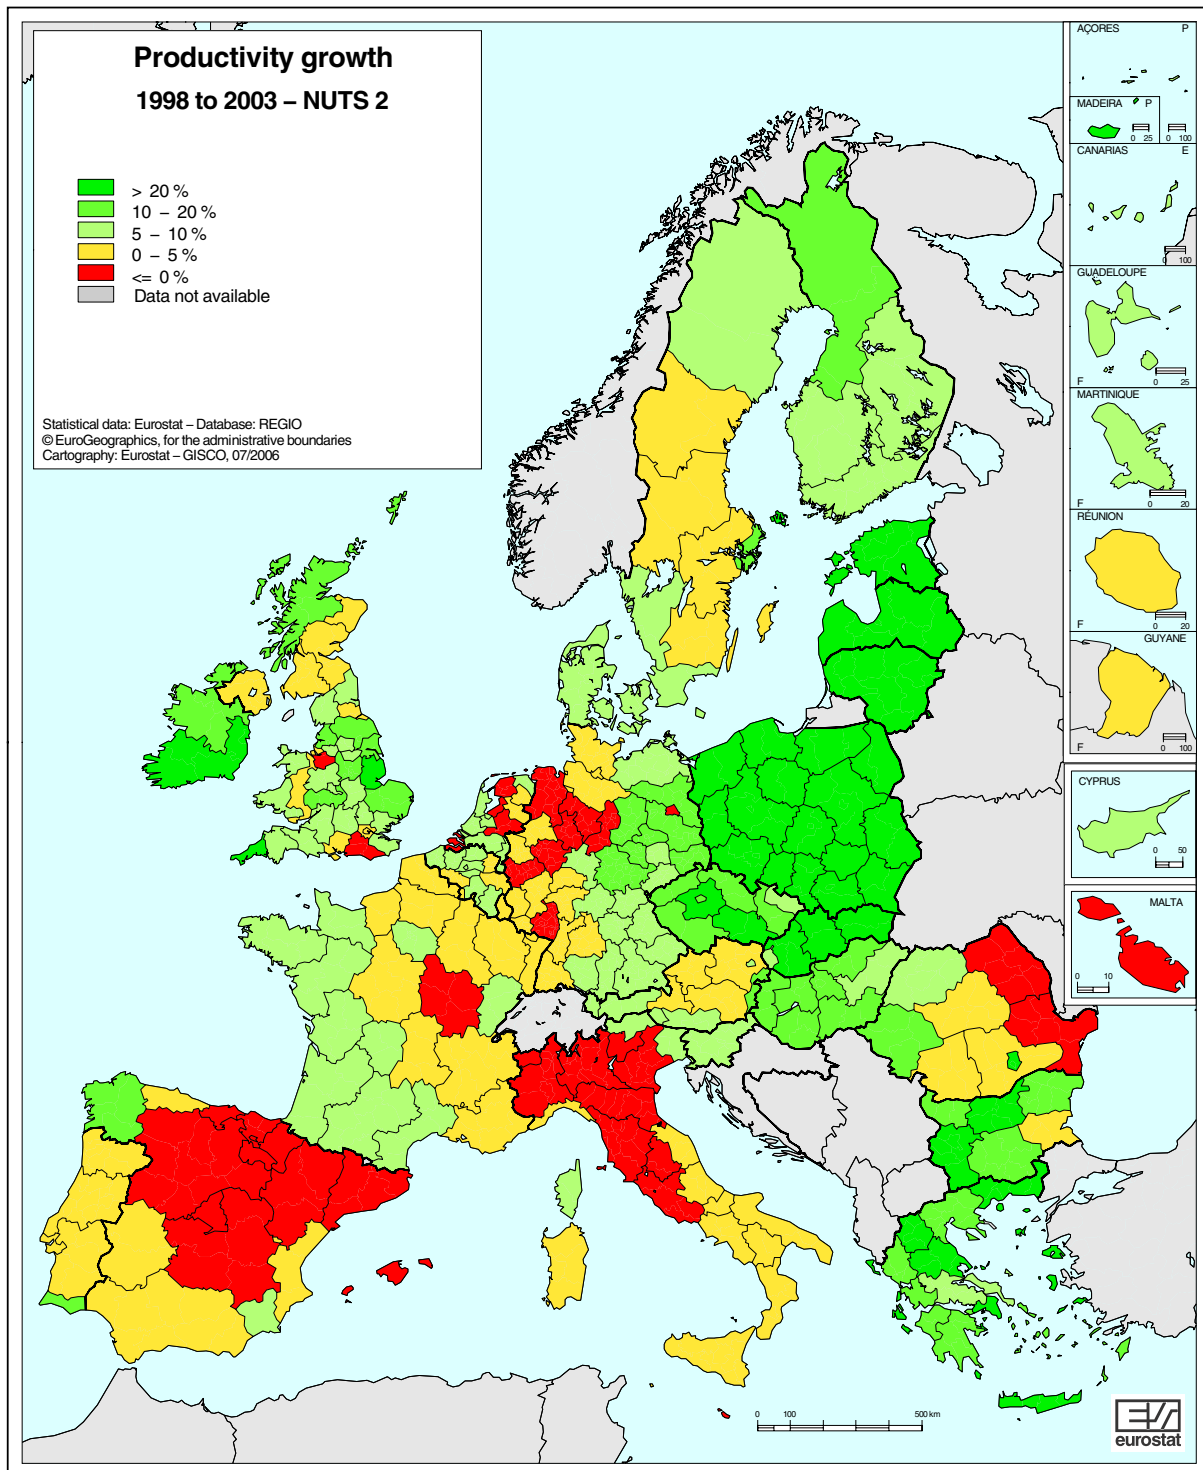 Productivity growth
1998 to 2003 – NUTS 2
> 20 %
10 – 20 %
5 – 10 %
0 – 5 %
<= 0 %
Data not available
Statistical data: Eurostat – Database: REGIO
© EuroGeographics, for the administrative boundaries
Cartography: Eurostat – GISCO, 07/2006
AÇORES P
MADEIRA P
0 25 0 100
CANARIAS E
0 100
GUADELOUPE
F 0 25
MARTINIQUE
F 0 20
RÉUNION
F 0 20
GUYANE
F 0 100
CYPRUS
0 50
MALTA
0 10
0 100 500 km
eurostat